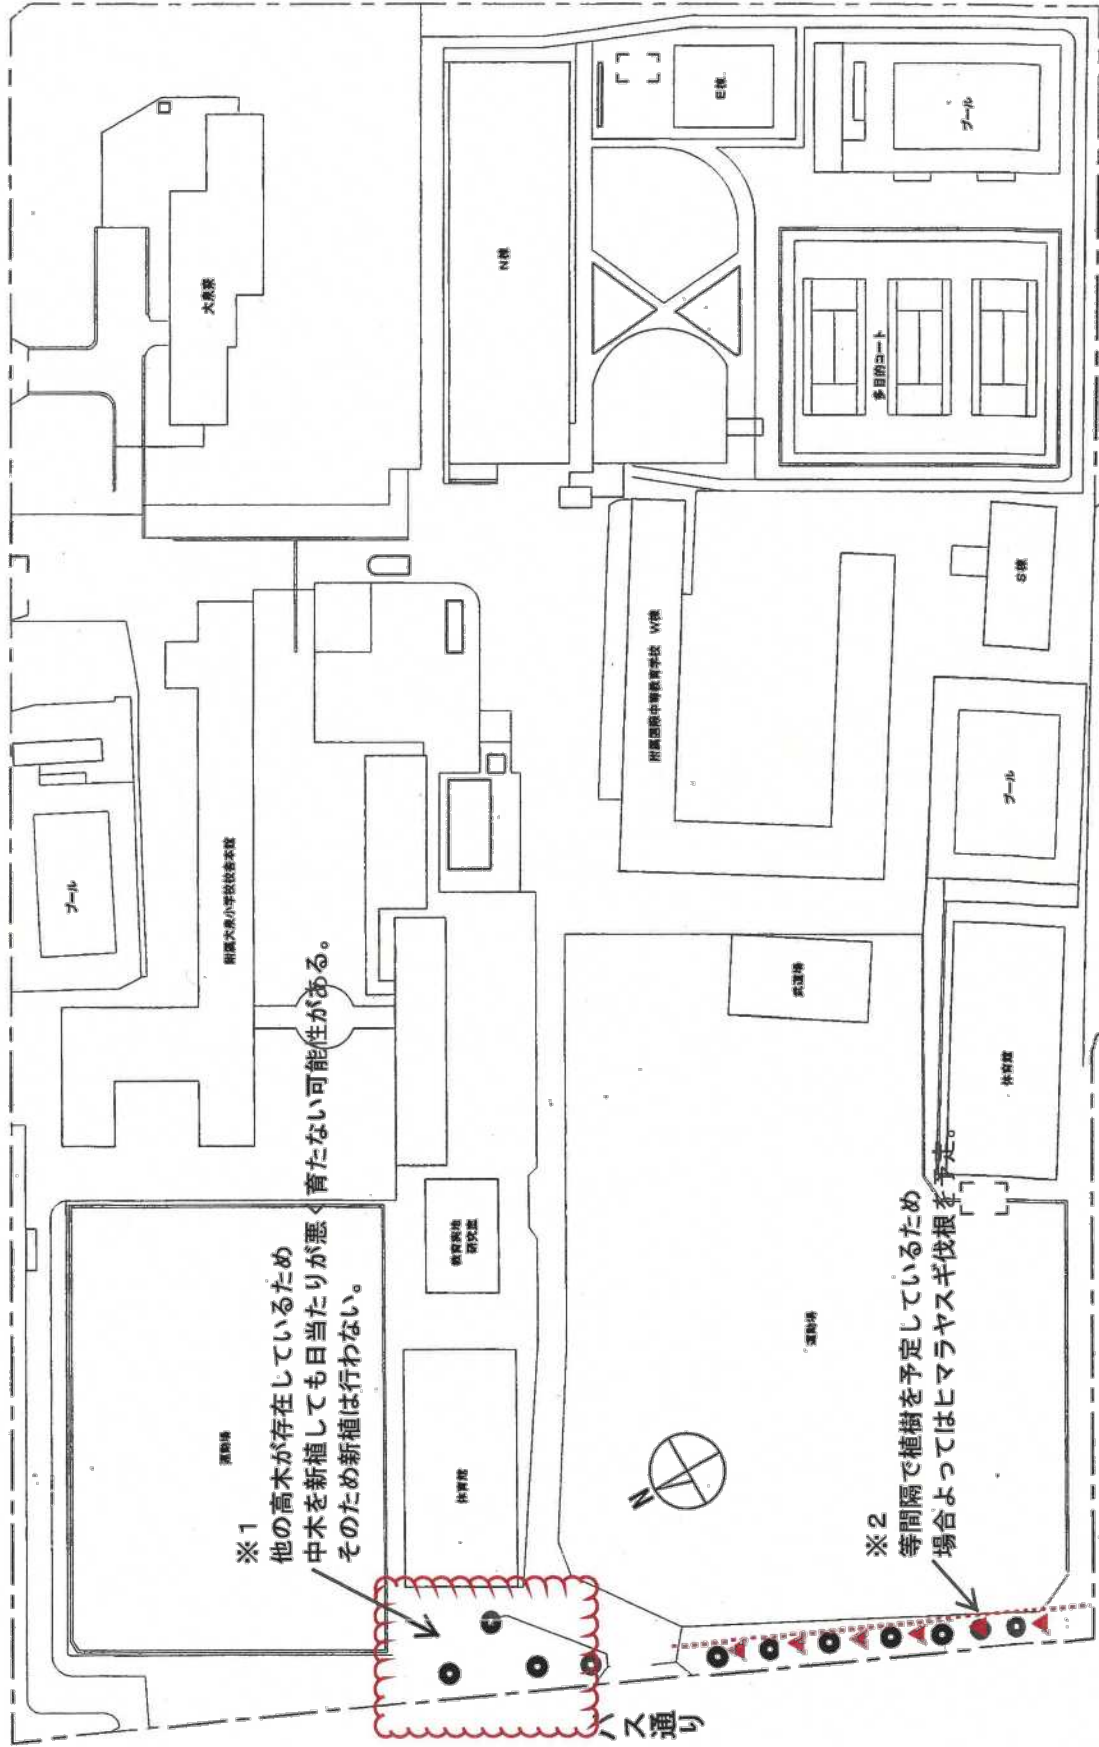 ※１
他の高木が存在しているため
中木を新植しても日当たりが悪く育たない可能性がある。
そのため新植は行わない。
※２
等間隔で植樹を予定しているため
場合よってはヒマラヤスギ伐根を予定。
バス通り
N
運動場
体育館
教育実地
研究室
附属大泉小学校校舎本館
プール
大泉寮
N棟
E棟
プール
多目的コート
附属国際中等教育学校 W棟
S棟
プール
武道場
体育館
運動場